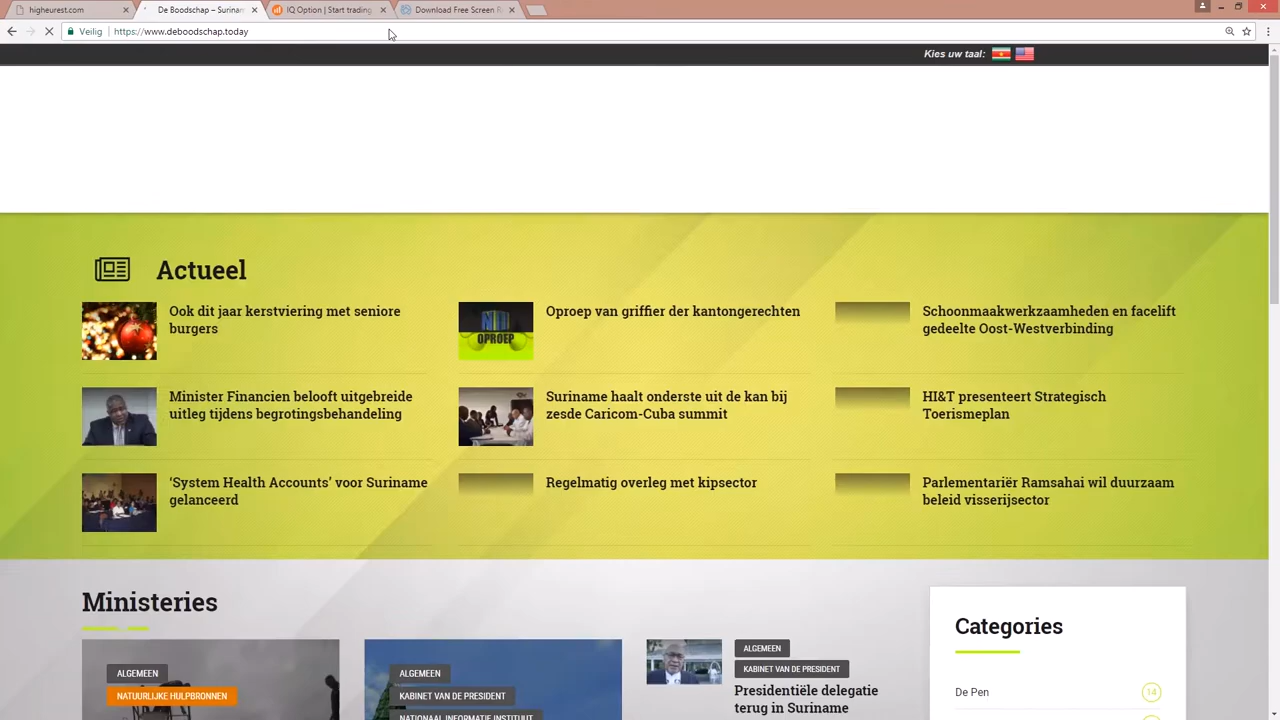 higheurest.com
De Boodschap – Surinam
IQ Option | Start trading
Download Free Screen R
Veilig
https://www.deboodschap.today
Kies uw taal:
Actueel
Ook dit jaar kerstviering met seniore
burgers
Oproep van griffier der kantongerechten
Schoonmaakwerkzaamheden en facelift
gedeelte Oost-Westverbinding
OPROEP
Minister Financien belooft uitgebreide
uitleg tijdens begrotingsbehandeling
Suriname haalt onderste uit de kan bij
zesde Caricom-Cuba summit
HI&T presenteert Strategisch
Toerismeplan
‘System Health Accounts’ voor Suriname
gelanceerd
Regelmatig overleg met kipsector
Parlementariër Ramsahai wil duurzaam
beleid visserijsector
Ministeries
Categories
ALGEMEEN
NATUURLIJKE HULPBRONNEN
ALGEMEEN
KABINET VAN DE PRESIDENT
NATIONAAL INFORMATIE INSTITUUT
ALGEMEEN
KABINET VAN DE PRESIDENT
Presidentiële delegatie
terug in Suriname
De Pen
14